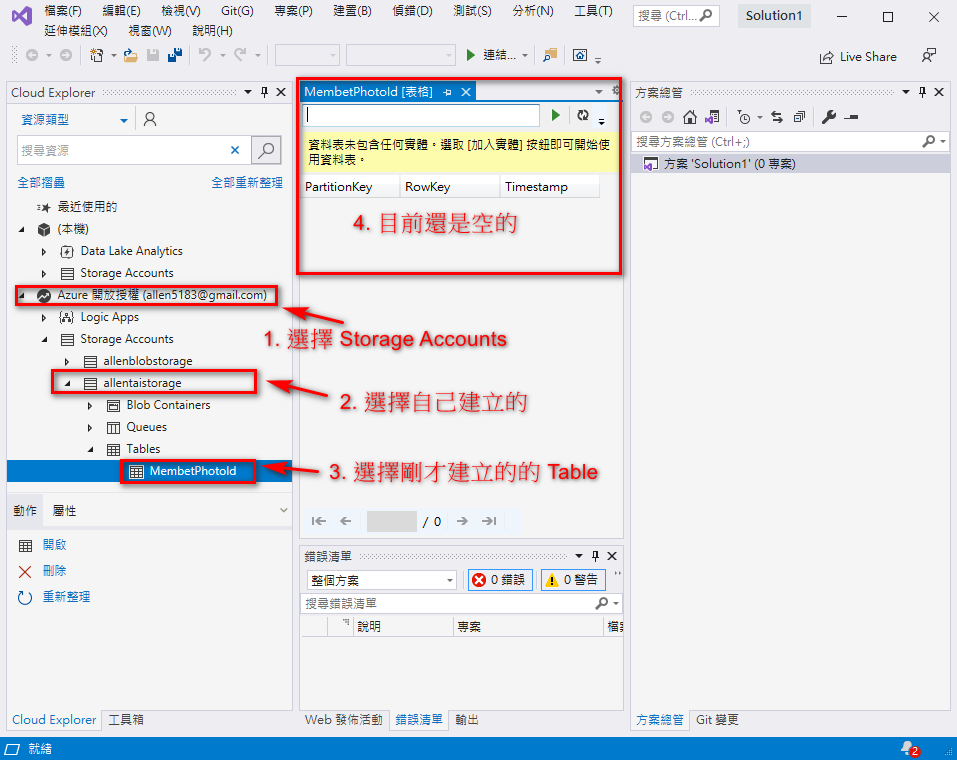 檔案(F) 編輯(E) 檢視(V) Git(G) 專案(P) 建置(B) 偵錯(D) 測試(S) 分析(N) 工具(T)
延伸模組(X) 視窗(W) 說明(H)
搜尋 (Ctrl...
Solution1
連結...
Live Share
Cloud Explorer
資源類型
搜尋資源
全部摺疊 全部重新整理
最近使用的
(本機)
Data Lake Analytics
Storage Accounts
Azure 開放授權 (allen5183@gmail.com)
Logic Apps
Storage Accounts
allenblobstorage
allentaistorage
Blob Containers
Queues
Tables
MembetPhotoId
動作 屬性
開啟
刪除
重新整理
Cloud Explorer 工具箱
MembetPhotoId [表格]
資料表未包含任何實體。選取 [加入實體] 按鈕即可開始使
用資料表。
PartitionKey RowKey Timestamp
4. 目前還是空的
1. 選擇 Storage Accounts
2. 選擇自己建立的
3. 選擇剛才建立的的 Table
/ 0
錯誤清單
整個方案 0 錯誤 0 警告
搜尋錯誤清單
說明 專案 檔案
Web 發佈活動 錯誤清單 輸出
方案總管
搜尋方案總管 (Ctrl+;)
方案 'Solution1' (0 專案)
方案總管 Git 變更
就緒
2